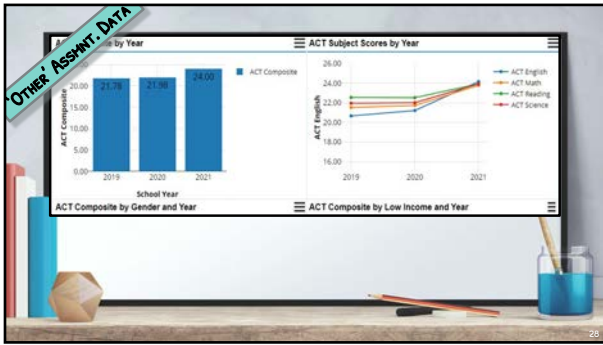 'OTHER' ASSMNT. DATA
by Year
ACT Composite
20.00
15.00
10.00
5.00
0.00
21.76
21.98
24.00
2019
2020
2021
School Year
ACT Composite
ACT Subject Scores by Year
ACT English
26.00
24.00
22.00
20.00
18.00
16.00
2019
2020
2021
ACT English
ACT Math
ACT Reading
ACT Science
ACT Composite by Gender and Year
ACT Composite by Low Income and Year
28